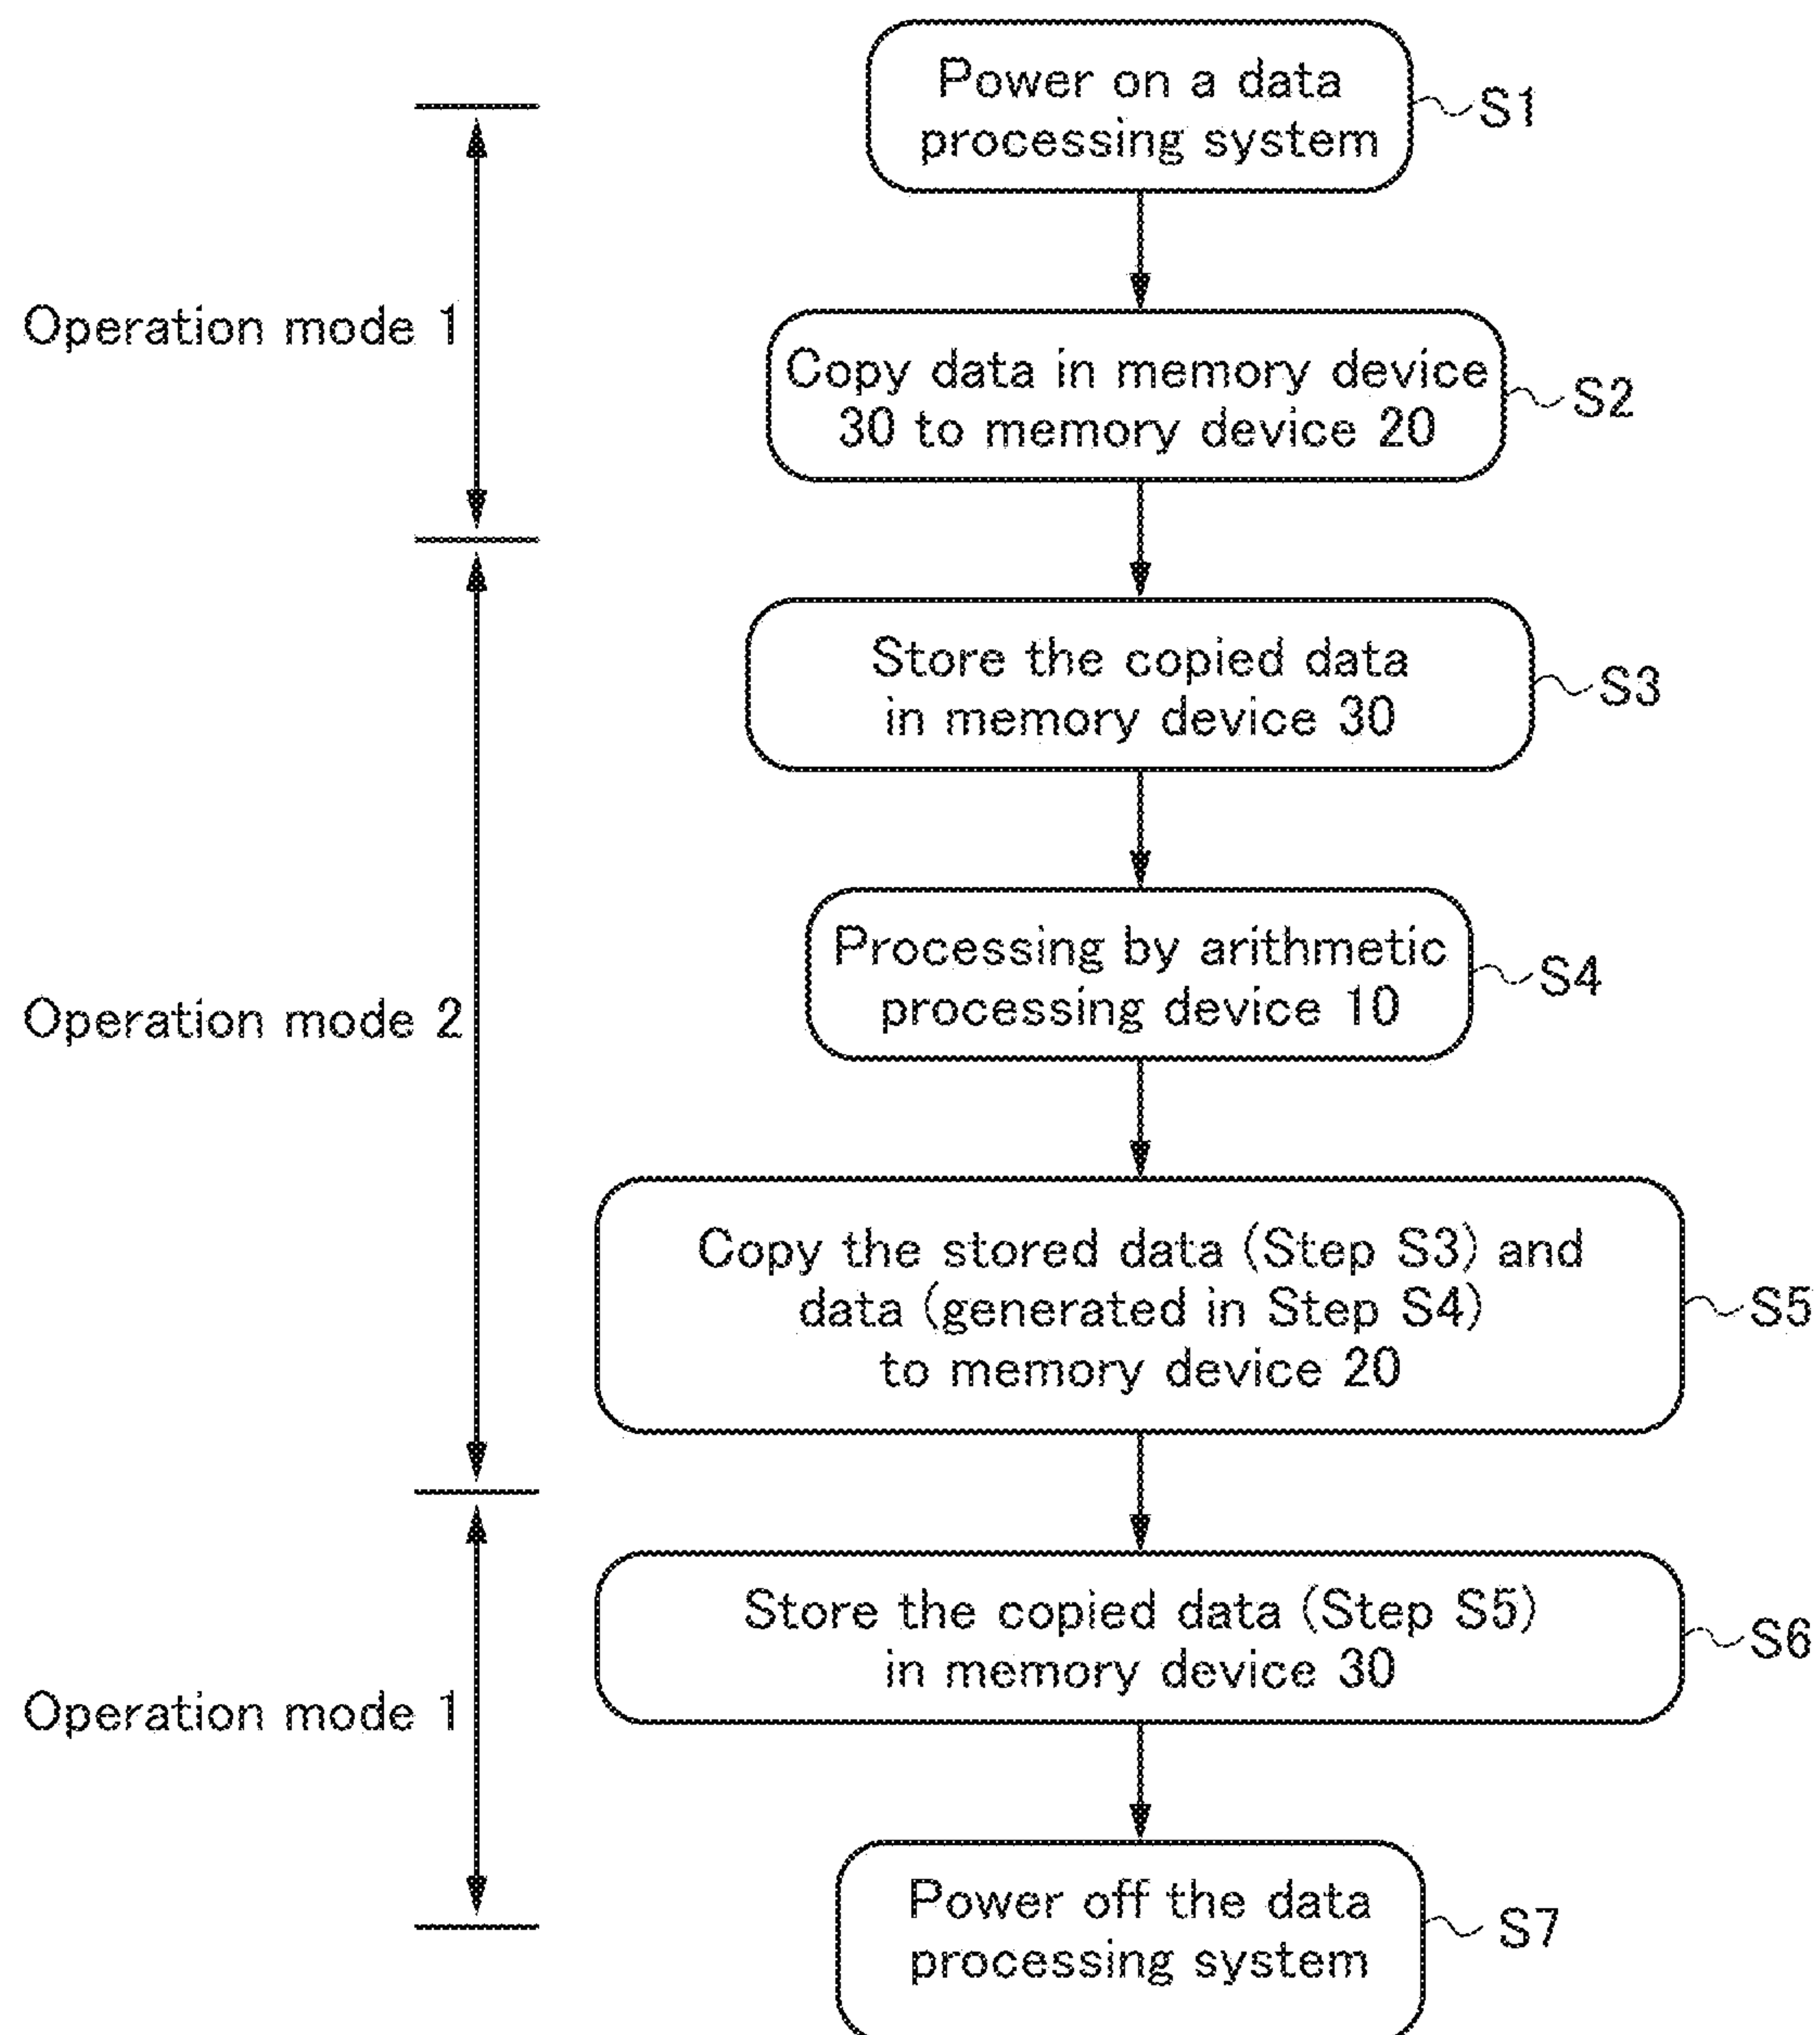 Power on a data
processing system
S1
Operation mode 1
Copy data in memory device
30 to memory device 20
S2
Store the copied data
in memory device 30
S3
Operation mode 2
Processing by arithmetic
processing device 10
S4
Copy the stored data (Step S3) and
data (generated in Step S4)
to memory device 20
S5
Store the copied data (Step S5)
in memory device 30
S6
Operation mode 1
Power off the data
processing system
S7